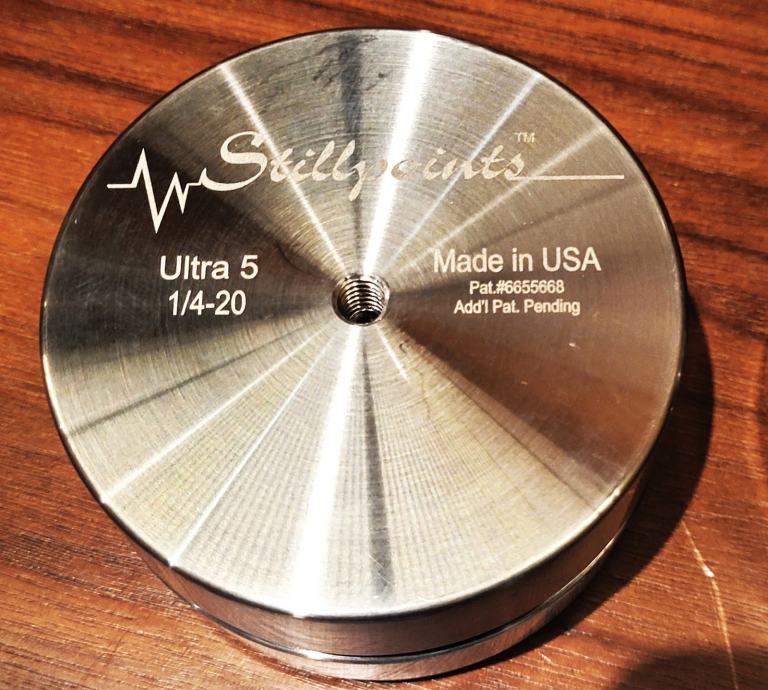 Stillpoints™
Ultra 5
1/4-20
Made in USA
Pat.#6655668
Add'l Pat. Pending